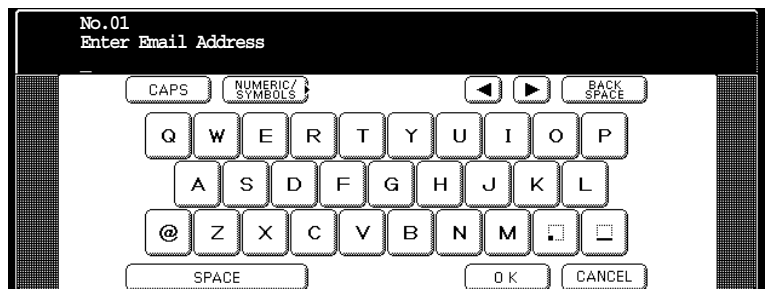 No.01
Enter Email Address
_
CAPS NUMERIC/ SYMBOLS ◀ ▶ BACK SPACE
Q W E R T Y U I O P
A S D F G H J K L
@ Z X C V B N M . _
SPACE OK CANCEL